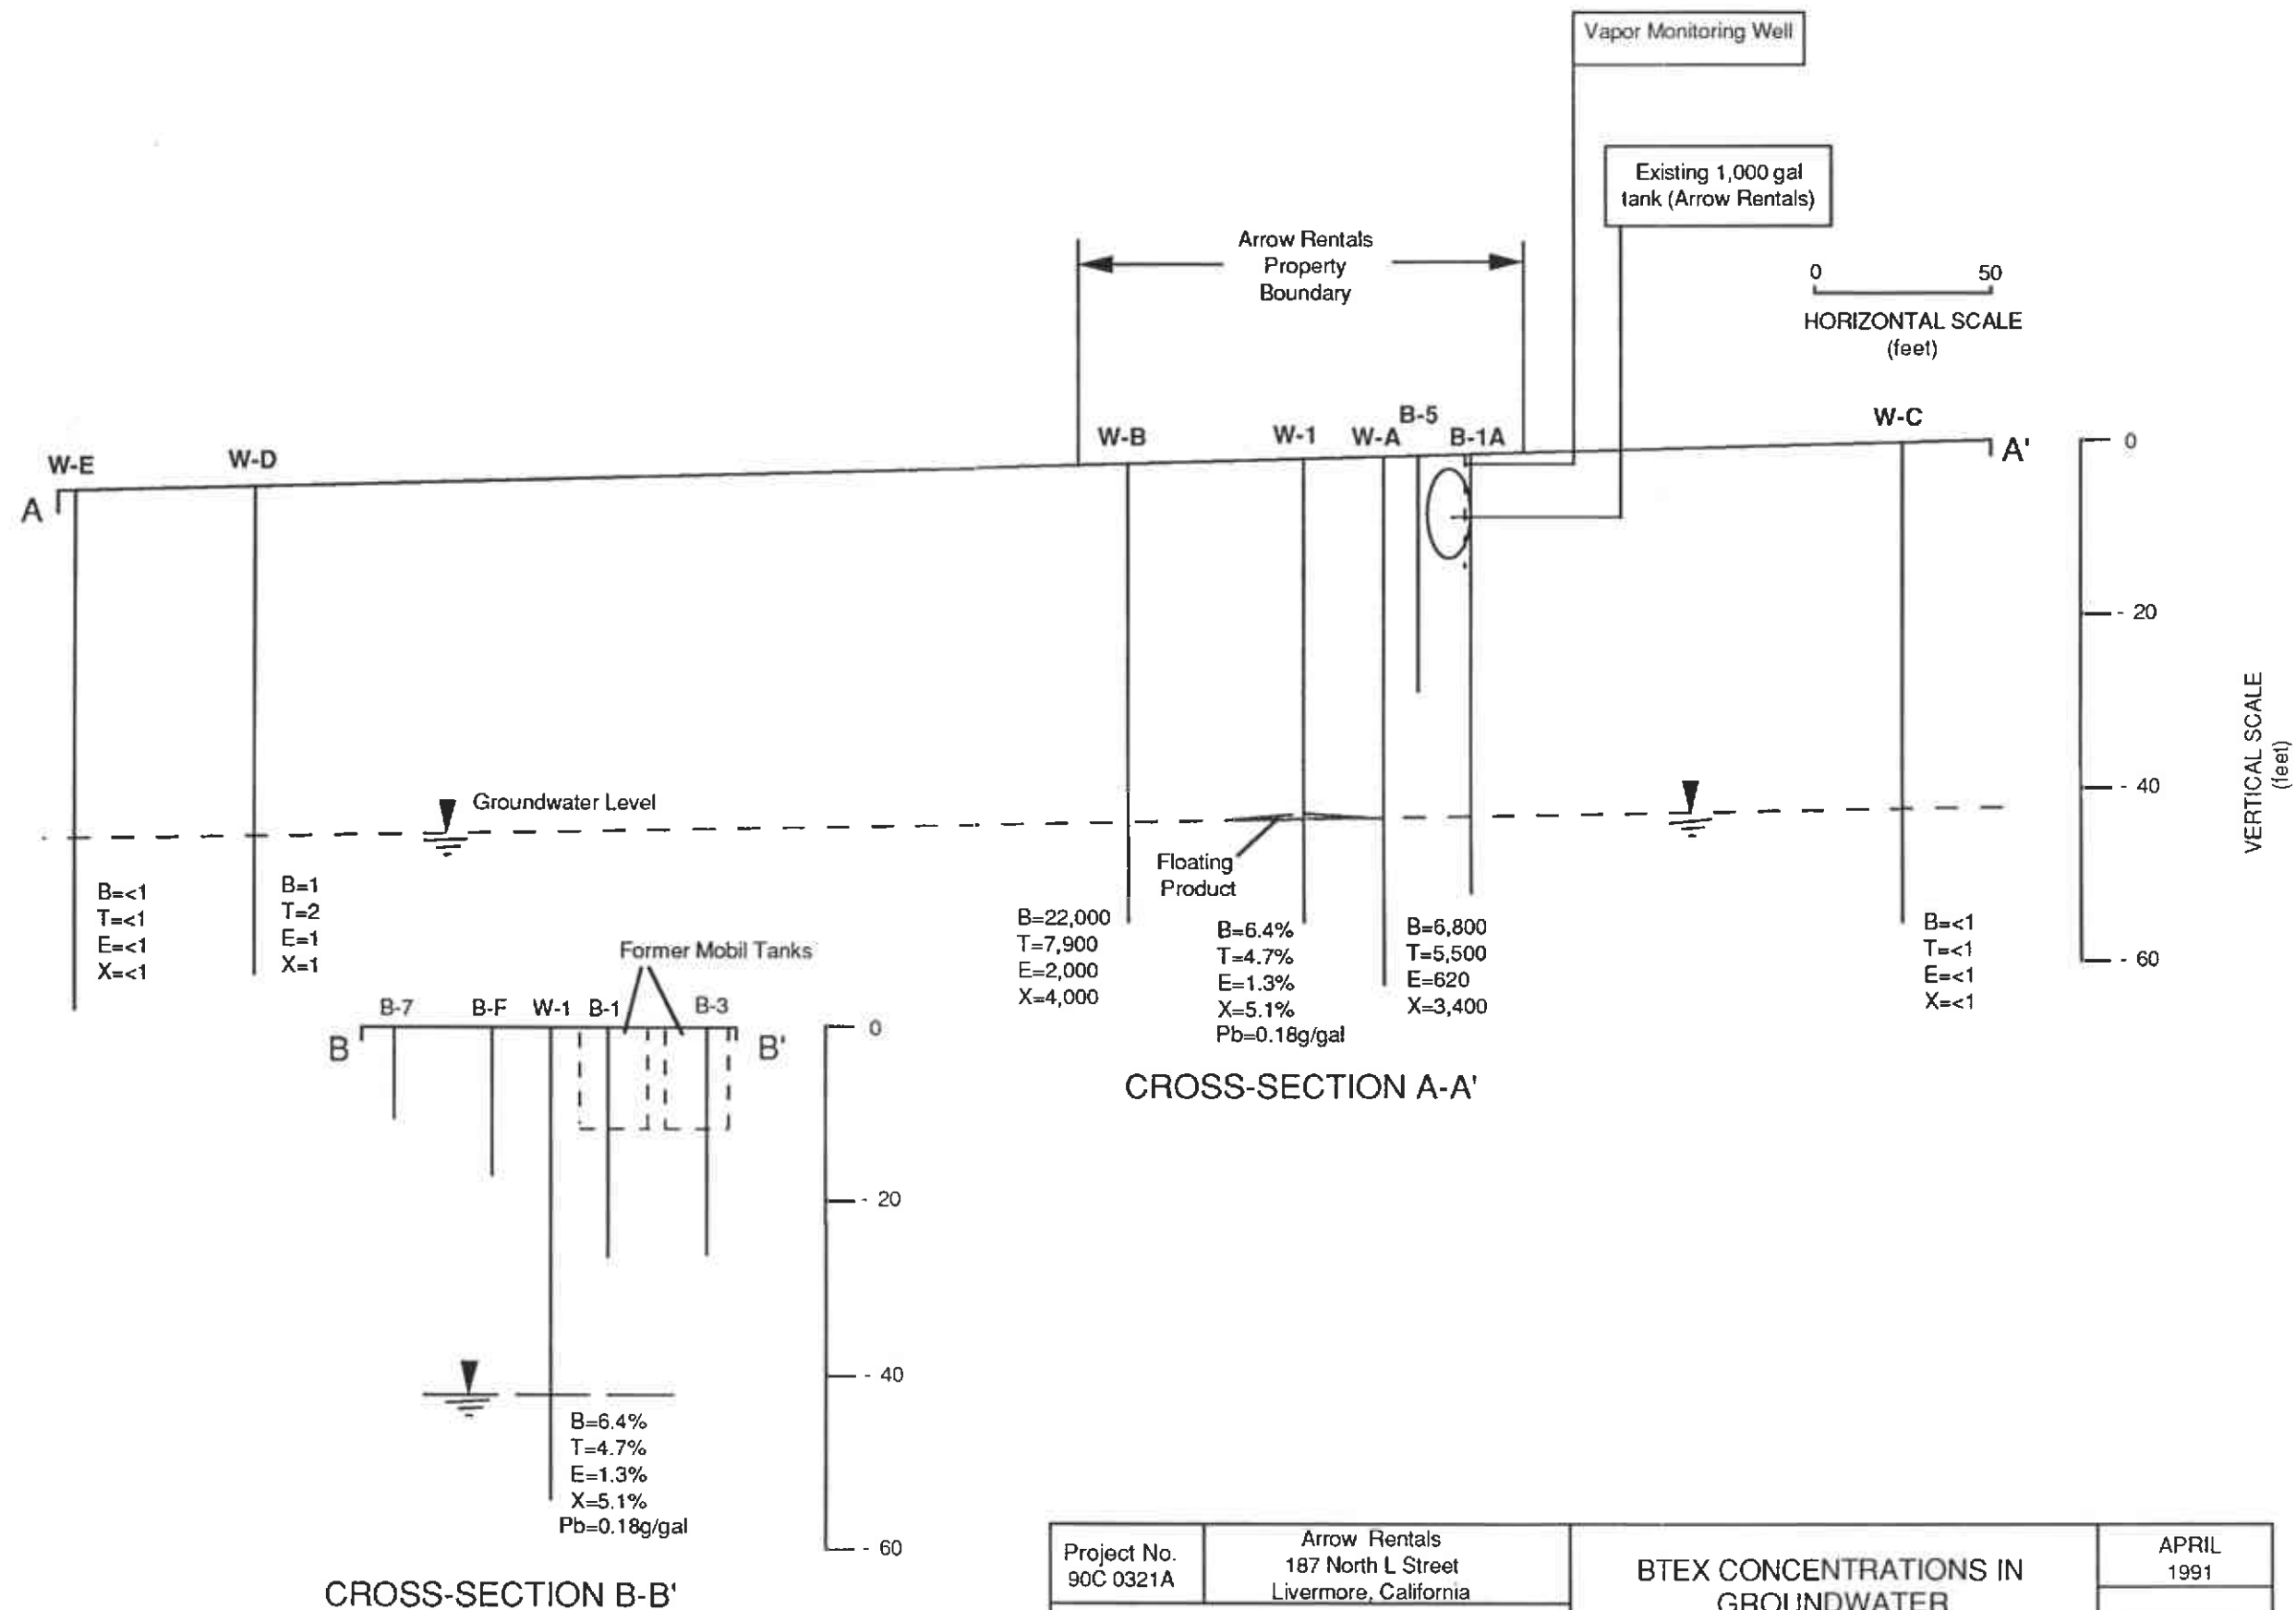 Vapor Monitoring Well
Existing 1,000 gal
tank (Arrow Rentals)
Arrow Rentals
Property
Boundary
0 50
HORIZONTAL SCALE
(feet)
W-E
W-D
W-B
W-1
W-A
B-5
B-1A
W-C
A
A'
0
- 20
- 40
- 60
VERTICAL SCALE
(feet)
Groundwater Level
Floating
Product
B=<1
T=<1
E=<1
X=<1
B=1
T=2
E=1
X=1
B=22,000
T=7,900
E=2,000
X=4,000
B=6.4%
T=4.7%
E=1.3%
X=5.1%
Pb=0.18g/gal
B=6,800
T=5,500
E=620
X=3,400
B=<1
T=<1
E=<1
X=<1
CROSS-SECTION A-A'
Former Mobil Tanks
B-7
B-F
W-1
B-1
B-3
B
B'
0
- 20
- 40
- 60
B=6.4%
T=4.7%
E=1.3%
X=5.1%
Pb=0.18g/gal
CROSS-SECTION B-B'
Project No.
90C 0321A
Arrow Rentals
187 North L Street
Livermore, California
BTEX CONCENTRATIONS IN
GROUNDWATER
APRIL
1991